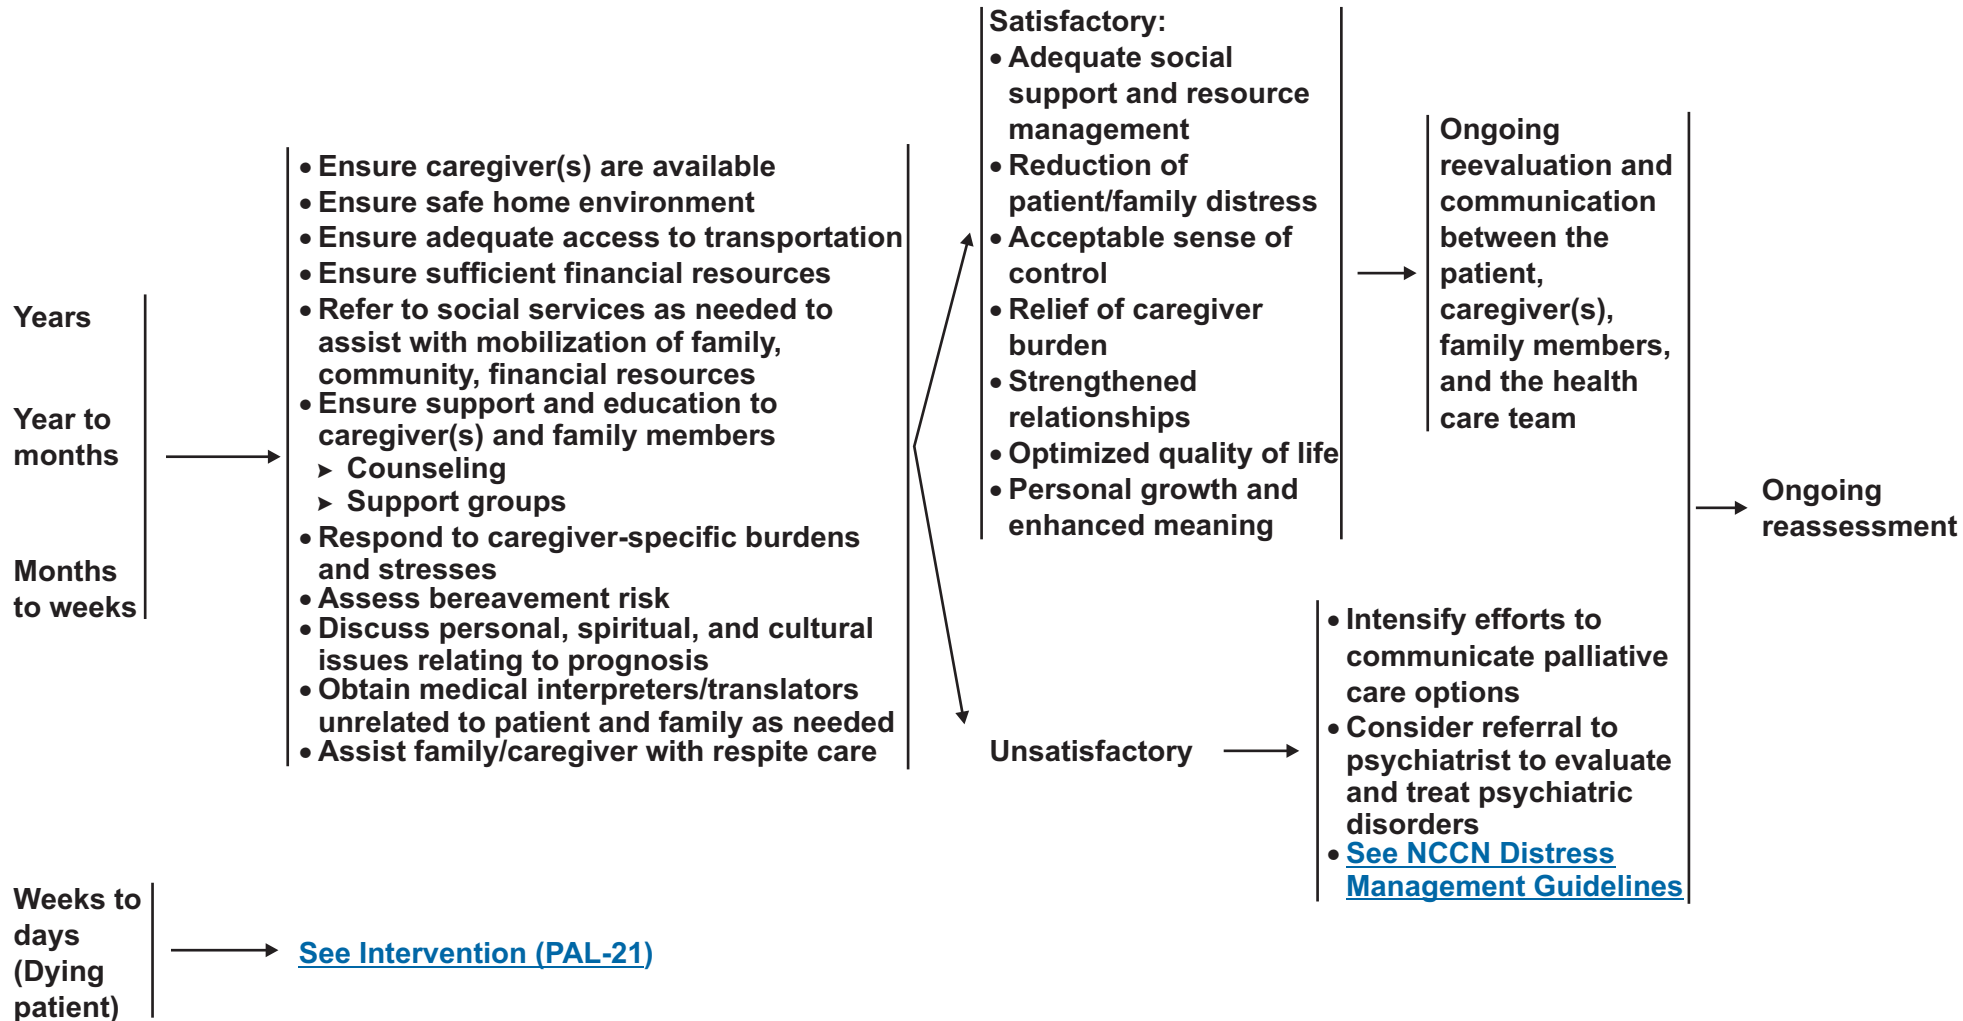 Years
Year to
months
Months
to weeks
• Ensure caregiver(s) are available
• Ensure safe home environment
• Ensure adequate access to transportation
• Ensure sufficient financial resources
• Refer to social services as needed to
assist with mobilization of family,
community, financial resources
• Ensure support and education to
caregiver(s) and family members
➤ Counseling
➤ Support groups
• Respond to caregiver-specific burdens
and stresses
• Assess bereavement risk
• Discuss personal, spiritual, and cultural
issues relating to prognosis
• Obtain medical interpreters/translators
unrelated to patient and family as needed
• Assist family/caregiver with respite care
Satisfactory:
• Adequate social
support and resource
management
• Reduction of
patient/family distress
• Acceptable sense of
control
• Relief of caregiver
burden
• Strengthened
relationships
• Optimized quality of life
• Personal growth and
enhanced meaning
Ongoing
reevaluation and
communication
between the
patient,
caregiver(s),
family members,
and the health
care team
Unsatisfactory
• Intensify efforts to
communicate palliative
care options
• Consider referral to
psychiatrist to evaluate
and treat psychiatric
disorders
• See NCCN Distress
Management Guidelines
Ongoing
reassessment
Weeks to
days
(Dying
patient)
See Intervention (PAL-21)